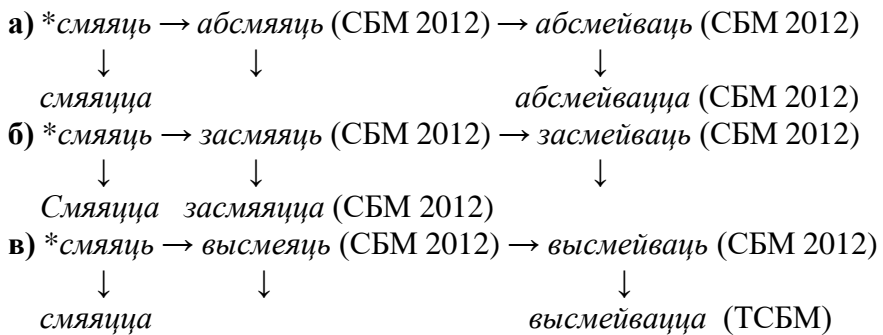 а) *смяяць → абсмяяць (СБМ 2012) → абсмейваць (СБМ 2012)
↓ ↓ ↓
смяяцца абсмейвацца (СБМ 2012)
б) *смяяць → засмяяць (СБМ 2012) → засмейваць (СБМ 2012)
↓ ↓ ↓
Смяяцца засмяяцца (СБМ 2012)
в) *смяяць → высмеяць (СБМ 2012) → высмейваць (СБМ 2012)
↓ ↓ ↓
смяяцца высмейвацца (ТСБМ)